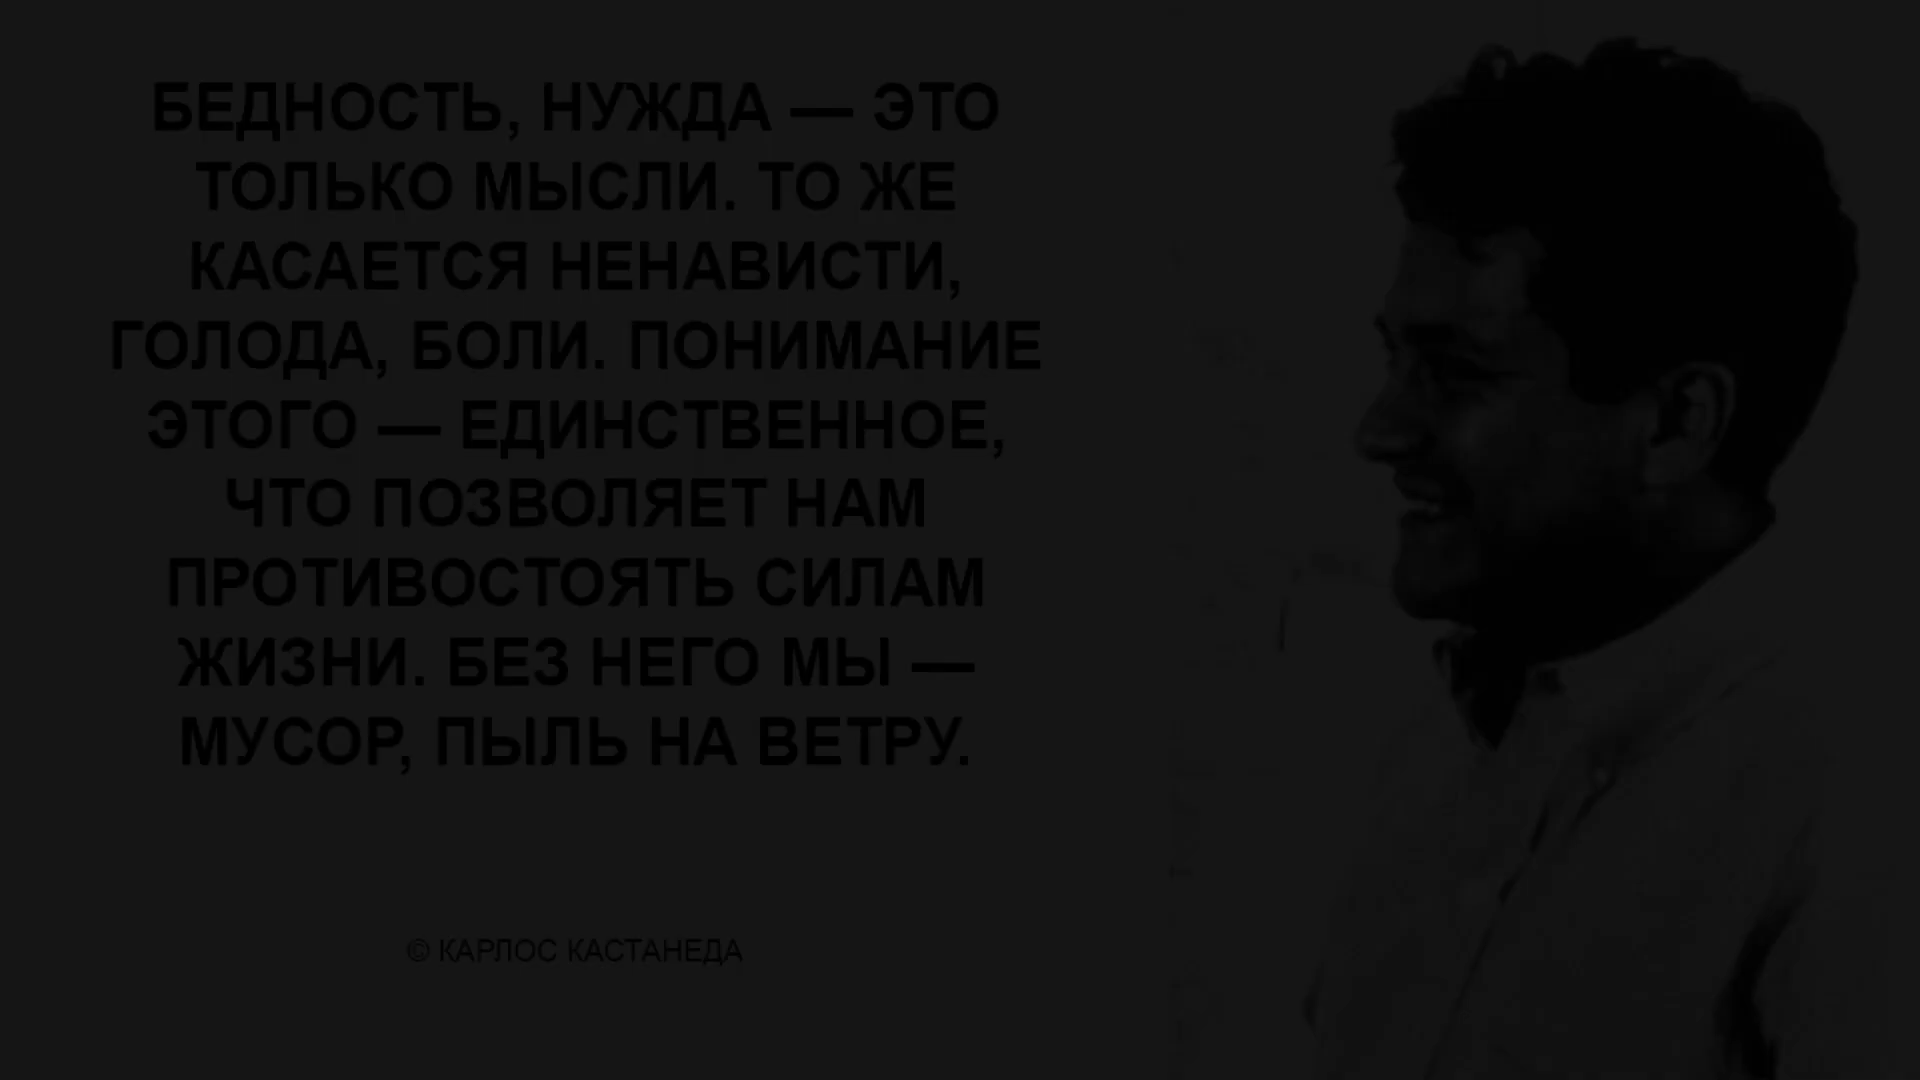 БЕДНОСТЬ, НУЖДА — ЭТО
ТОЛЬКО МЫСЛИ. ТО ЖЕ
КАСАЕТСЯ НЕНАВИСТИ,
ГОЛОДА, БОЛИ. ПОНИМАНИЕ
ЭТОГО — ЕДИНСТВЕННОЕ,
ЧТО ПОЗВОЛЯЕТ НАМ
ПРОТИВОСТОЯТЬ СИЛАМ
ЖИЗНИ. БЕЗ НЕГО МЫ —
МУСОР, ПЫЛЬ НА ВЕТРУ.
© КАРЛОС КАСТАНЕДА